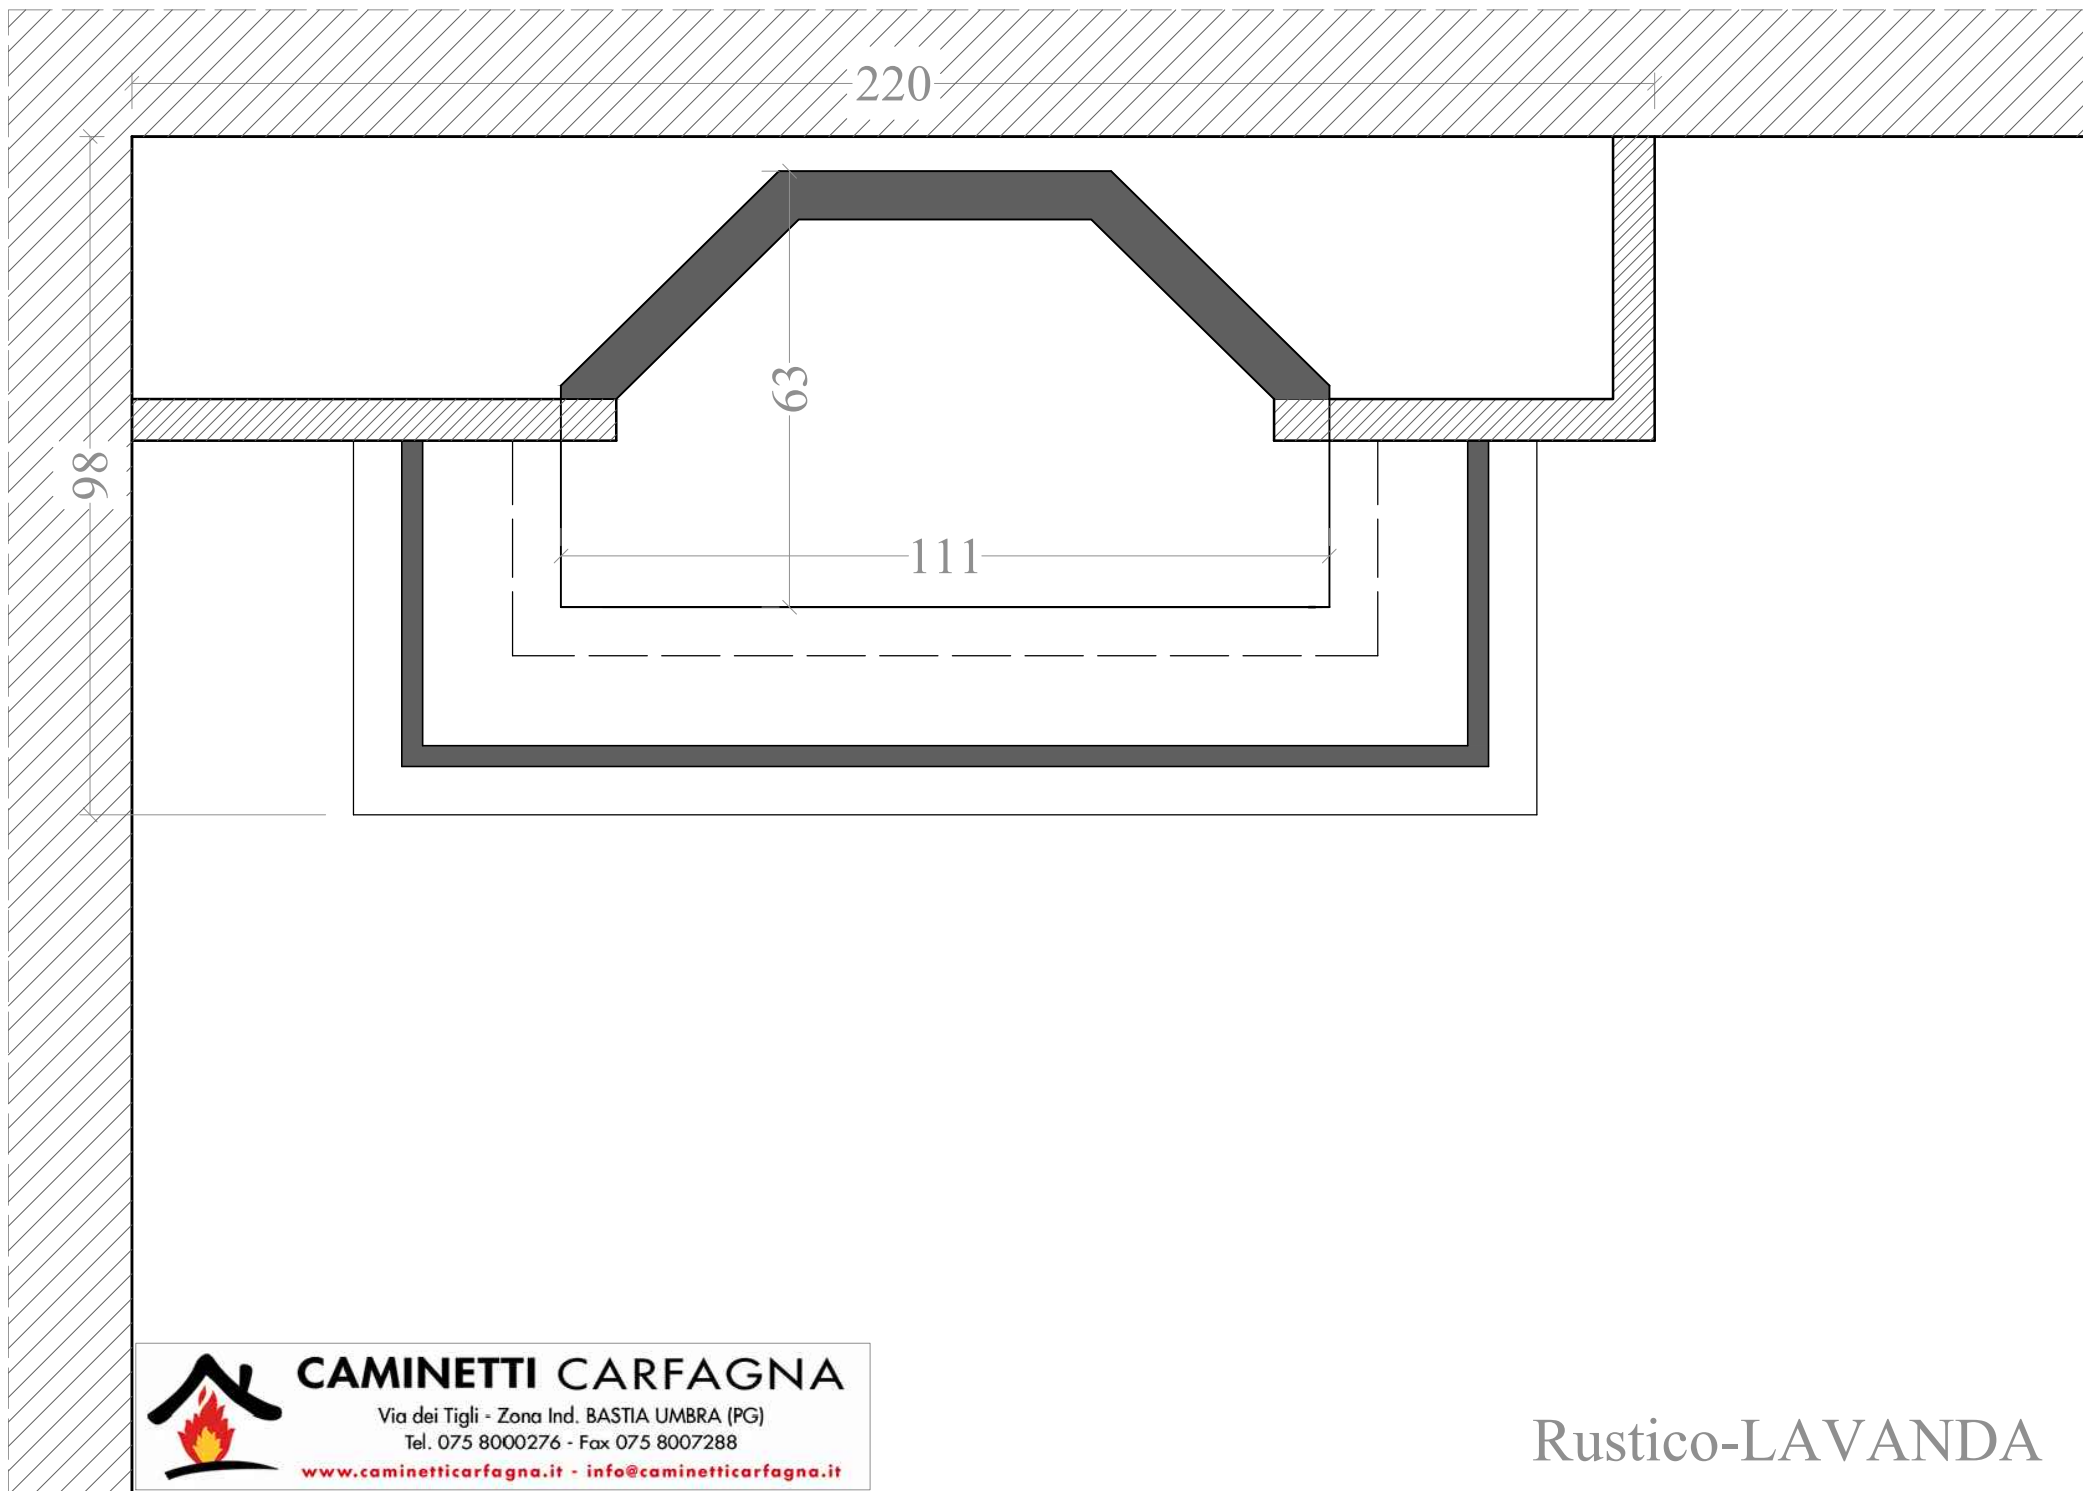 220
63
98
111
CAMINETTI CARFAGNA
Via dei Tigli - Zona Ind. BASTIA UMBRA (PG)
Tel. 075 8000276 - Fax 075 8007288
www.caminetticarfagna.it - info@caminetticarfagna.it
Rustico-LAVANDA